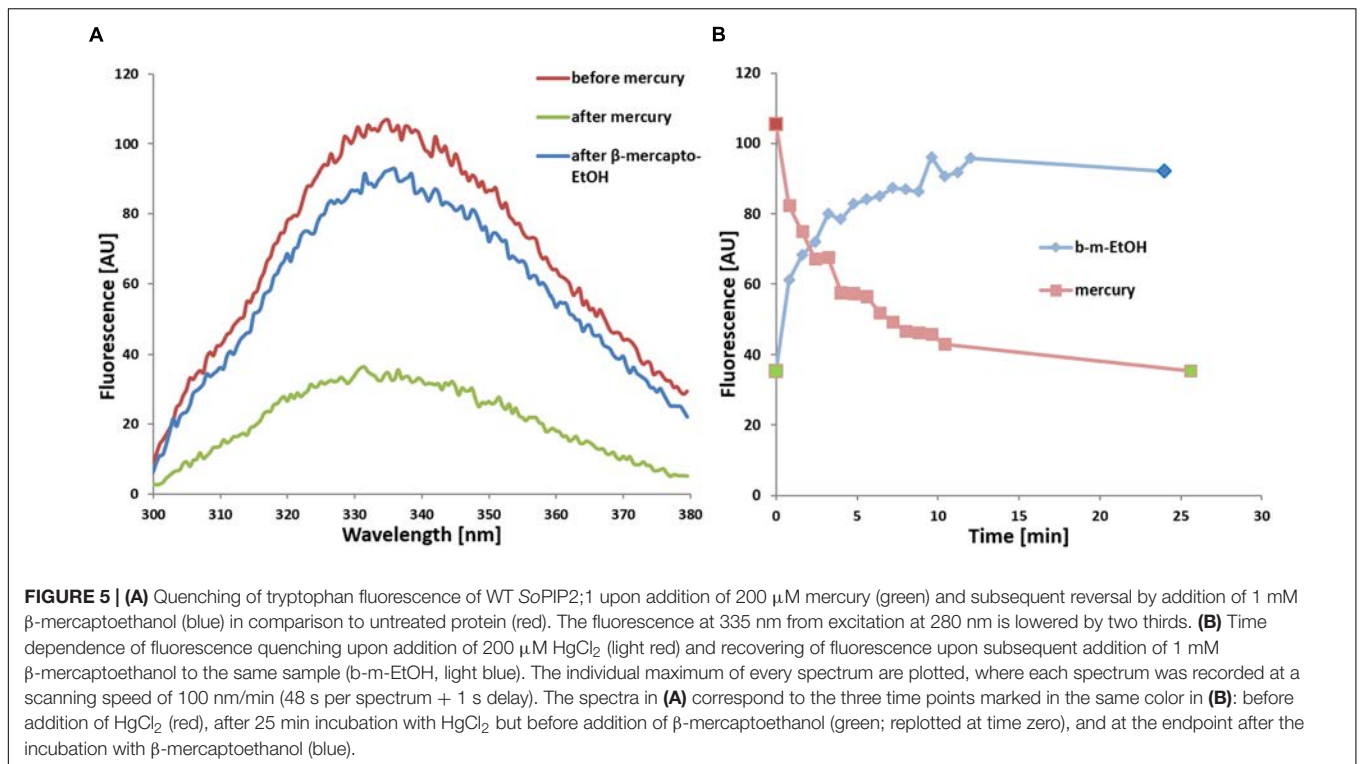 A
120
100
80
60
40
20
0
Fluorescence [AU]
300 310 320 330 340 350 360 370 380
Wavelength [nm]
before mercury
after mercury
after β-mercapto-
EtOH
B
120
100
80
60
40
20
0
Fluorescence [AU]
0 5 10 15 20 25 30
Time [min]
b-m-EtOH
mercury
FIGURE 5 | (A) Quenching of tryptophan fluorescence of WT SoPIP2;1 upon addition of 200 μM mercury (green) and subsequent reversal by addition of 1 mM
β-mercaptoethanol (blue) in comparison to untreated protein (red). The fluorescence at 335 nm from excitation at 280 nm is lowered by two thirds. (B) Time
dependence of fluorescence quenching upon addition of 200 μM HgCl₂ (light red) and recovering of fluorescence upon subsequent addition of 1 mM
β-mercaptoethanol to the same sample (b-m-EtOH, light blue). The individual maximum of every spectrum are plotted, where each spectrum was recorded at a
scanning speed of 100 nm/min (48 s per spectrum + 1 s delay). The spectra in (A) correspond to the three time points marked in the same color in (B): before
addition of HgCl₂ (red), after 25 min incubation with HgCl₂ but before addition of β-mercaptoethanol (green; replotted at time zero), and at the endpoint after the
incubation with β-mercaptoethanol (blue).